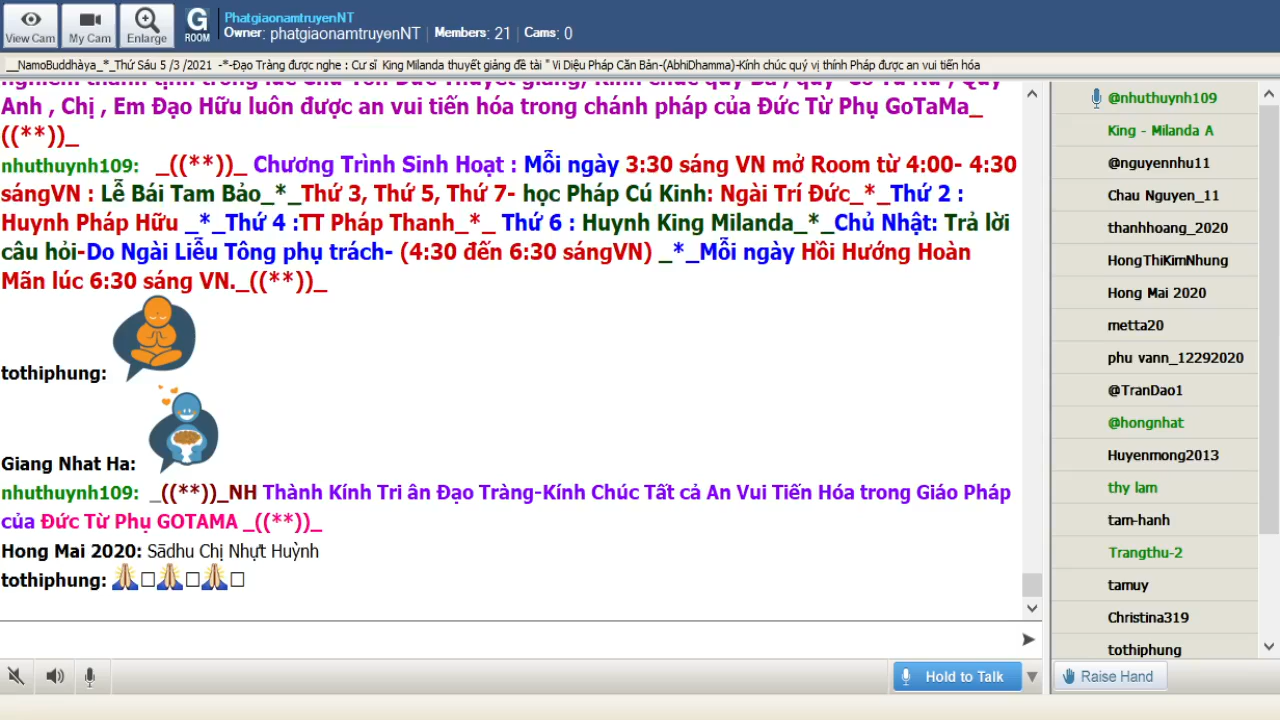 View Cam
My Cam
Enlarge
G
ROOM
PhatgiaonamtruyenNT
Owner: phatgiaonamtruyenNT | Members: 21 | Cams: 0
__NamoBuddhàya_*_Thứ Sáu 5 /3 /2021 -*-Đạo Tràng được nghe : Cư sĩ King Milanda thuyết giảng đề tài " Vi Diệu Pháp Căn Bản-(AbhiDhamma)-Kính chúc quý vị thính Pháp được an vui tiến hóa
Anh , Chị , Em Đạo Hữu luôn được an vui tiến hóa trong chánh pháp của Đức Từ Phụ GoTaMa_
((**))_
nhuthuynh109: _((**))_ Chương Trình Sinh Hoạt : Mỗi ngày 3:30 sáng VN mở Room từ 4:00- 4:30
sángVN : Lễ Bái Tam Bảo_*_Thứ 3, Thứ 5, Thứ 7- học Pháp Cú Kinh: Ngài Trí Đức_*_Thứ 2 :
Huynh Pháp Hữu _*_Thứ 4 :TT Pháp Thanh_*_ Thứ 6 : Huynh King Milanda_*_Chủ Nhật: Trả lời
câu hỏi-Do Ngài Liễu Tông phụ trách- (4:30 đến 6:30 sángVN) _*_Mỗi ngày Hồi Hướng Hoàn
Mãn lúc 6:30 sáng VN._((**))_
tothiphung:
Giang Nhat Ha:
nhuthuynh109: _((**))_NH Thành Kính Tri ân Đạo Tràng-Kính Chúc Tất cả An Vui Tiến Hóa trong Giáo Pháp
của Đức Từ Phụ GOTAMA _((**))_
Hong Mai 2020: Sādhu Chị Nhựt Huỳnh
tothiphung: 🙏□🙏□🙏□
Hold to Talk
@nhuthuynh109
King - Milanda A
@nguyennhu11
Chau Nguyen_11
thanhhoang_2020
HongThiKimNhung
Hong Mai 2020
metta20
phu vann_12292020
@TranDao1
@hongnhat
Huyenmong2013
thy lam
tam-hanh
Trangthu-2
tamuy
Christina319
tothiphung
Raise Hand